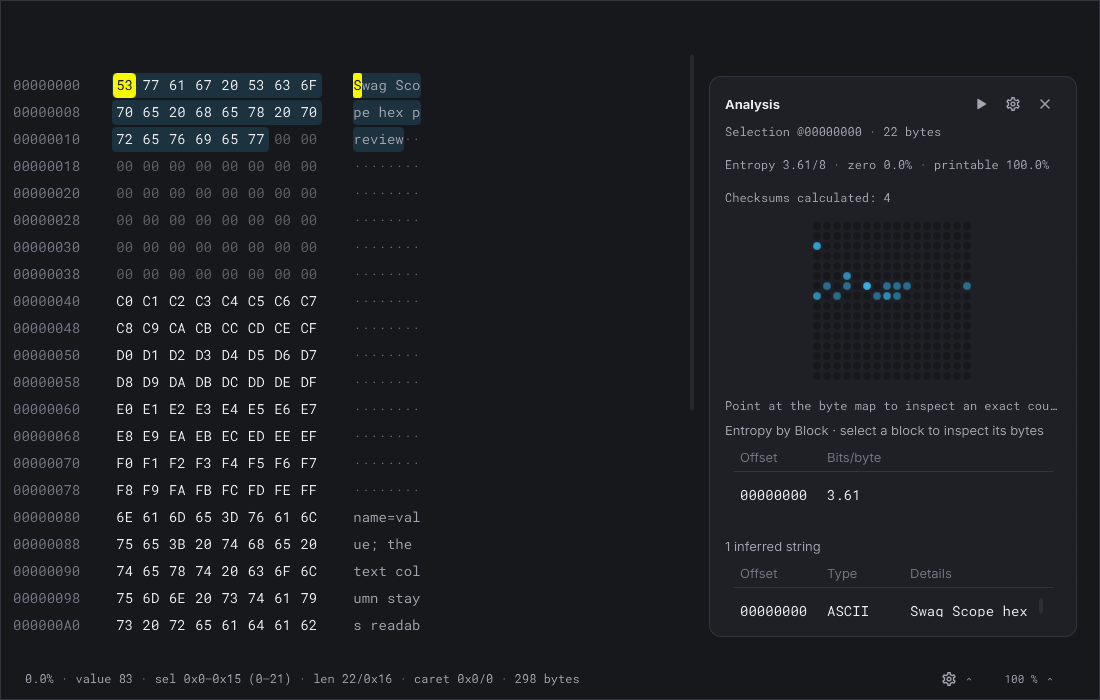 00000000 53 77 61 67 20 53 63 6F Swag Sco
00000008 70 65 20 68 65 78 20 70 pe hex p
00000010 72 65 76 69 65 77 00 00 review··
00000018 00 00 00 00 00 00 00 00 ········
00000020 00 00 00 00 00 00 00 00 ········
00000028 00 00 00 00 00 00 00 00 ········
00000030 00 00 00 00 00 00 00 00 ········
00000038 00 00 00 00 00 00 00 00 ········
00000040 C0 C1 C2 C3 C4 C5 C6 C7 ········
00000048 C8 C9 CA CB CC CD CE CF ········
00000050 D0 D1 D2 D3 D4 D5 D6 D7 ········
00000058 D8 D9 DA DB DC DD DE DF ········
00000060 E0 E1 E2 E3 E4 E5 E6 E7 ········
00000068 E8 E9 EA EB EC ED EE EF ········
00000070 F0 F1 F2 F3 F4 F5 F6 F7 ········
00000078 F8 F9 FA FB FC FD FE FF ········
00000080 6E 61 6D 65 3D 76 61 6C name=val
00000088 75 65 3B 20 74 68 65 20 ue; the
00000090 74 65 78 74 20 63 6F 6C text col
00000098 75 6D 6E 20 73 74 61 79 umn stay
000000A0 73 20 72 65 61 64 61 62 s readab
Analysis
Selection @00000000 · 22 bytes
Entropy 3.61/8 · zero 0.0% · printable 100.0%
Checksums calculated: 4
Point at the byte map to inspect an exact cou…
Entropy by Block · select a block to inspect its bytes
Offset Bits/byte
00000000 3.61
1 inferred string
Offset Type Details
00000000 ASCII Swag Scope hex
0.0% · value 83 · sel 0x0–0x15 (0–21) · len 22/0x16 · caret 0x0/0 · 298 bytes
100 %